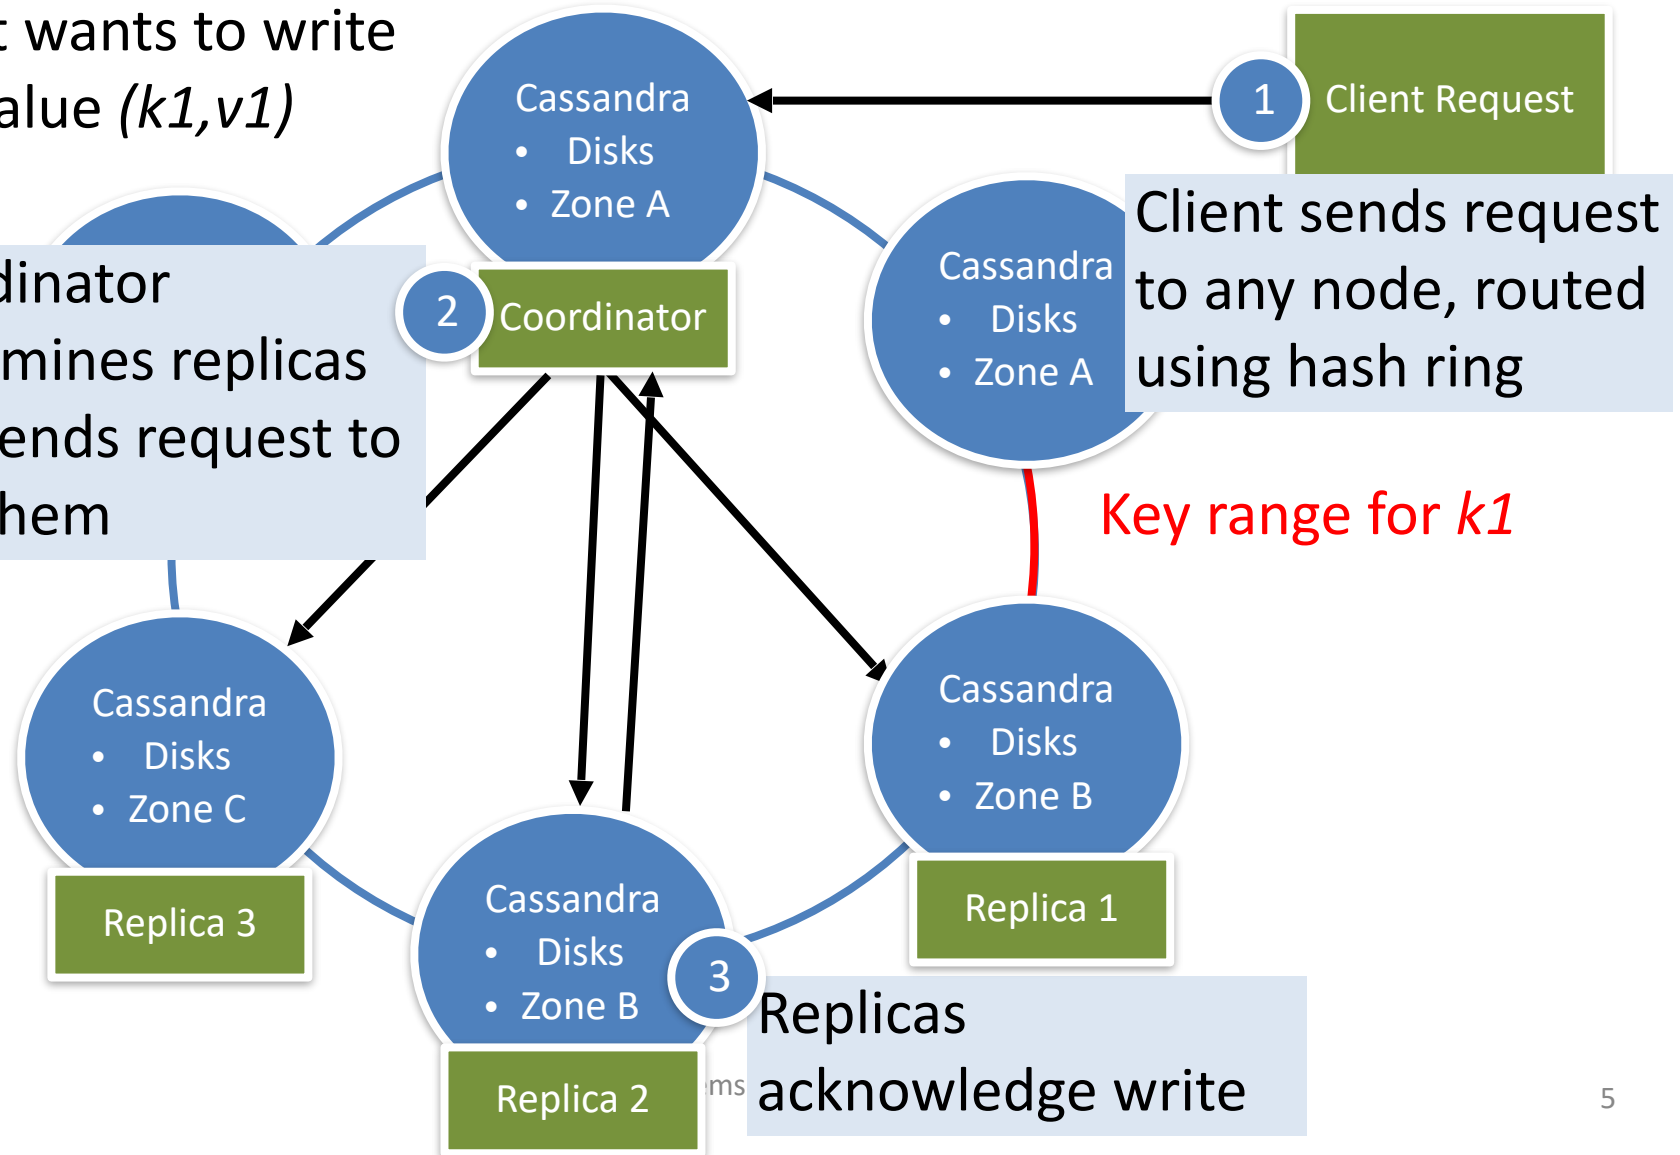 t wants to write
alue (k1,v1)
Cassandra
• Disks
• Zone A
1
Client Request
Client sends request
to any node, routed
using hash ring
dinator
mines replicas
ends request to
hem
2
Coordinator
Cassandra
• Disks
• Zone A
Key range for k1
Cassandra
• Disks
• Zone C
Replica 3
Cassandra
• Disks
• Zone B
Replica 1
Cassandra
• Disks
• Zone B
3
Replica 2
Replicas
acknowledge write
ems
5